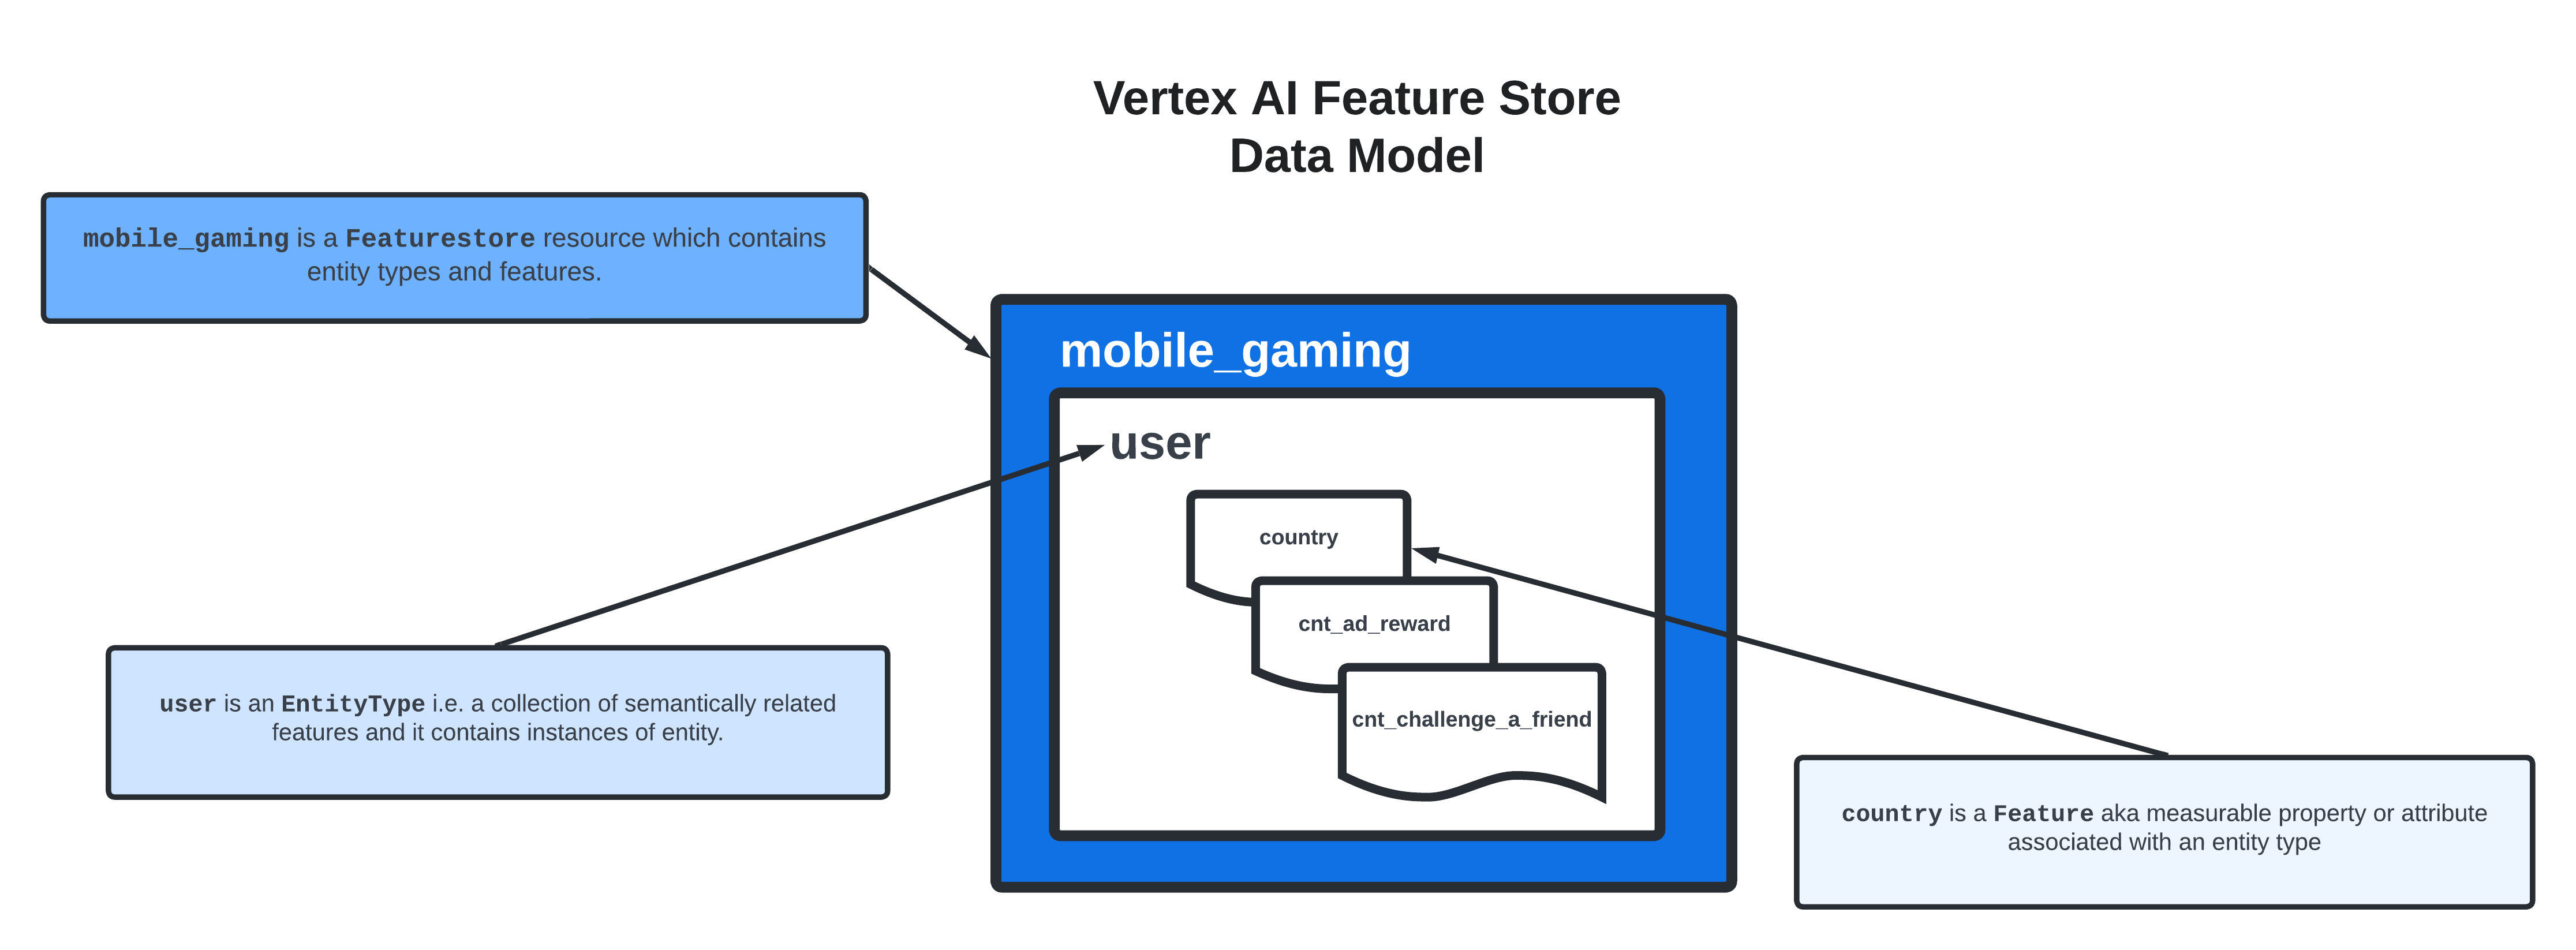 Vertex AI Feature Store
Data Model
mobile_gaming is a Featurestore resource which contains
entity types and features.
mobile_gaming
user
country
cnt_ad_reward
cnt_challenge_a_friend
user is an EntityType i.e. a collection of semantically related
features and it contains instances of entity.
country is a Feature aka measurable property or attribute
associated with an entity type